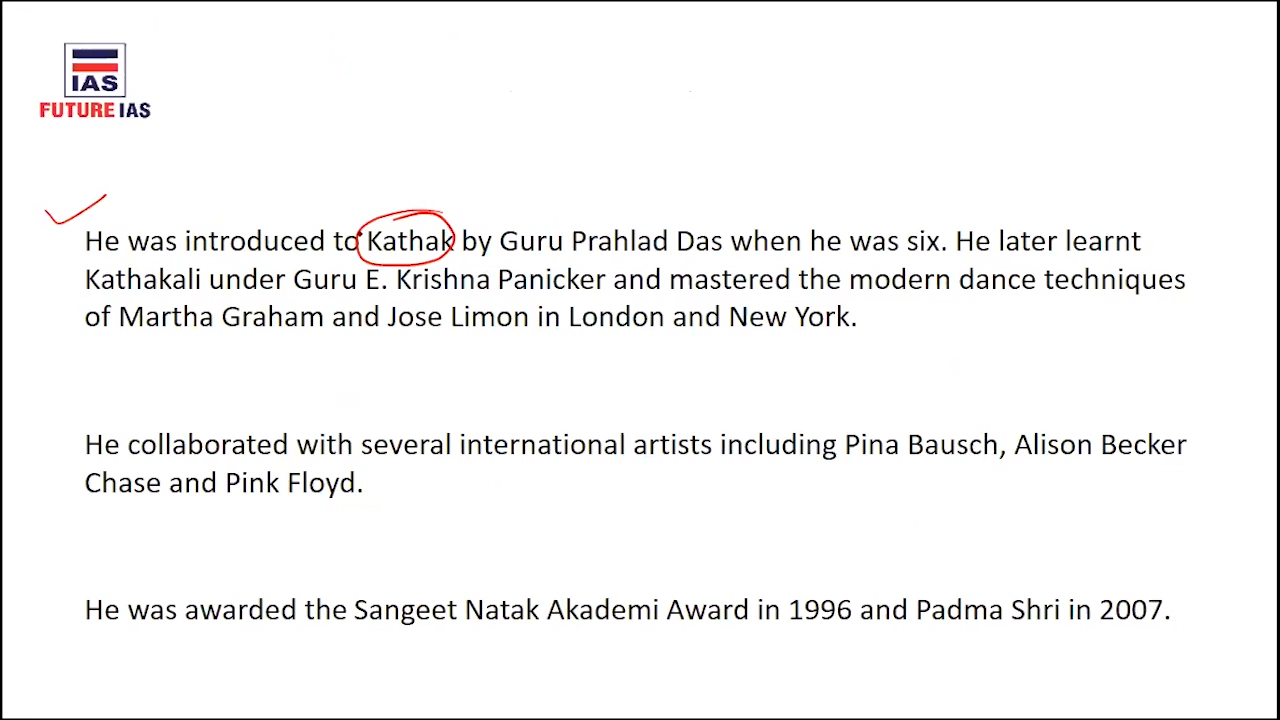 IAS
FUTURE IAS
He was introduced to Kathak by Guru Prahlad Das when he was six. He later learnt
Kathakali under Guru E. Krishna Panicker and mastered the modern dance techniques
of Martha Graham and Jose Limon in London and New York.
He collaborated with several international artists including Pina Bausch, Alison Becker
Chase and Pink Floyd.
He was awarded the Sangeet Natak Akademi Award in 1996 and Padma Shri in 2007.